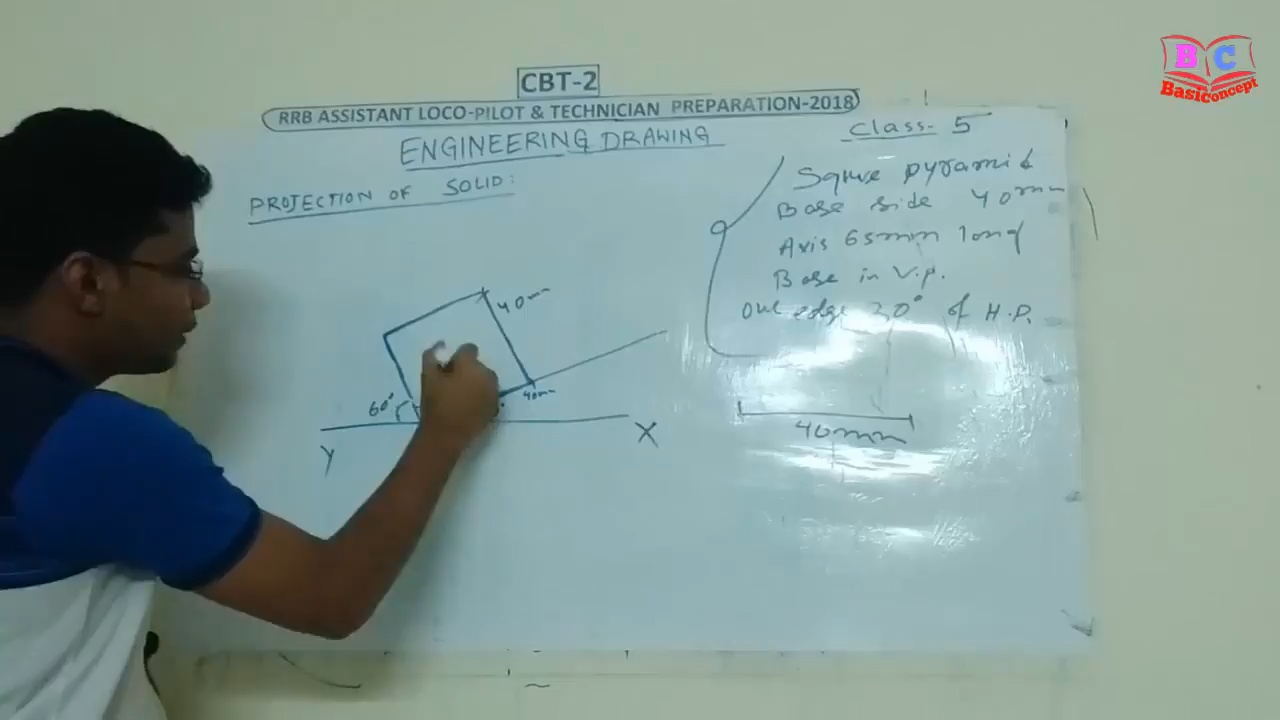 BC
BasicConcept
CBT-2
RRB ASSISTANT LOCO-PILOT & TECHNICIAN PREPARATION-2018
ENGINEERING DRAWING
Class- 5
PROJECTION OF SOLID:
Squre pyramid
Base side 40mm
Axis 65mm long
Base in V.p.
One edge 30° of H.P.
40mm
60°
40mm
Y
X
40mm